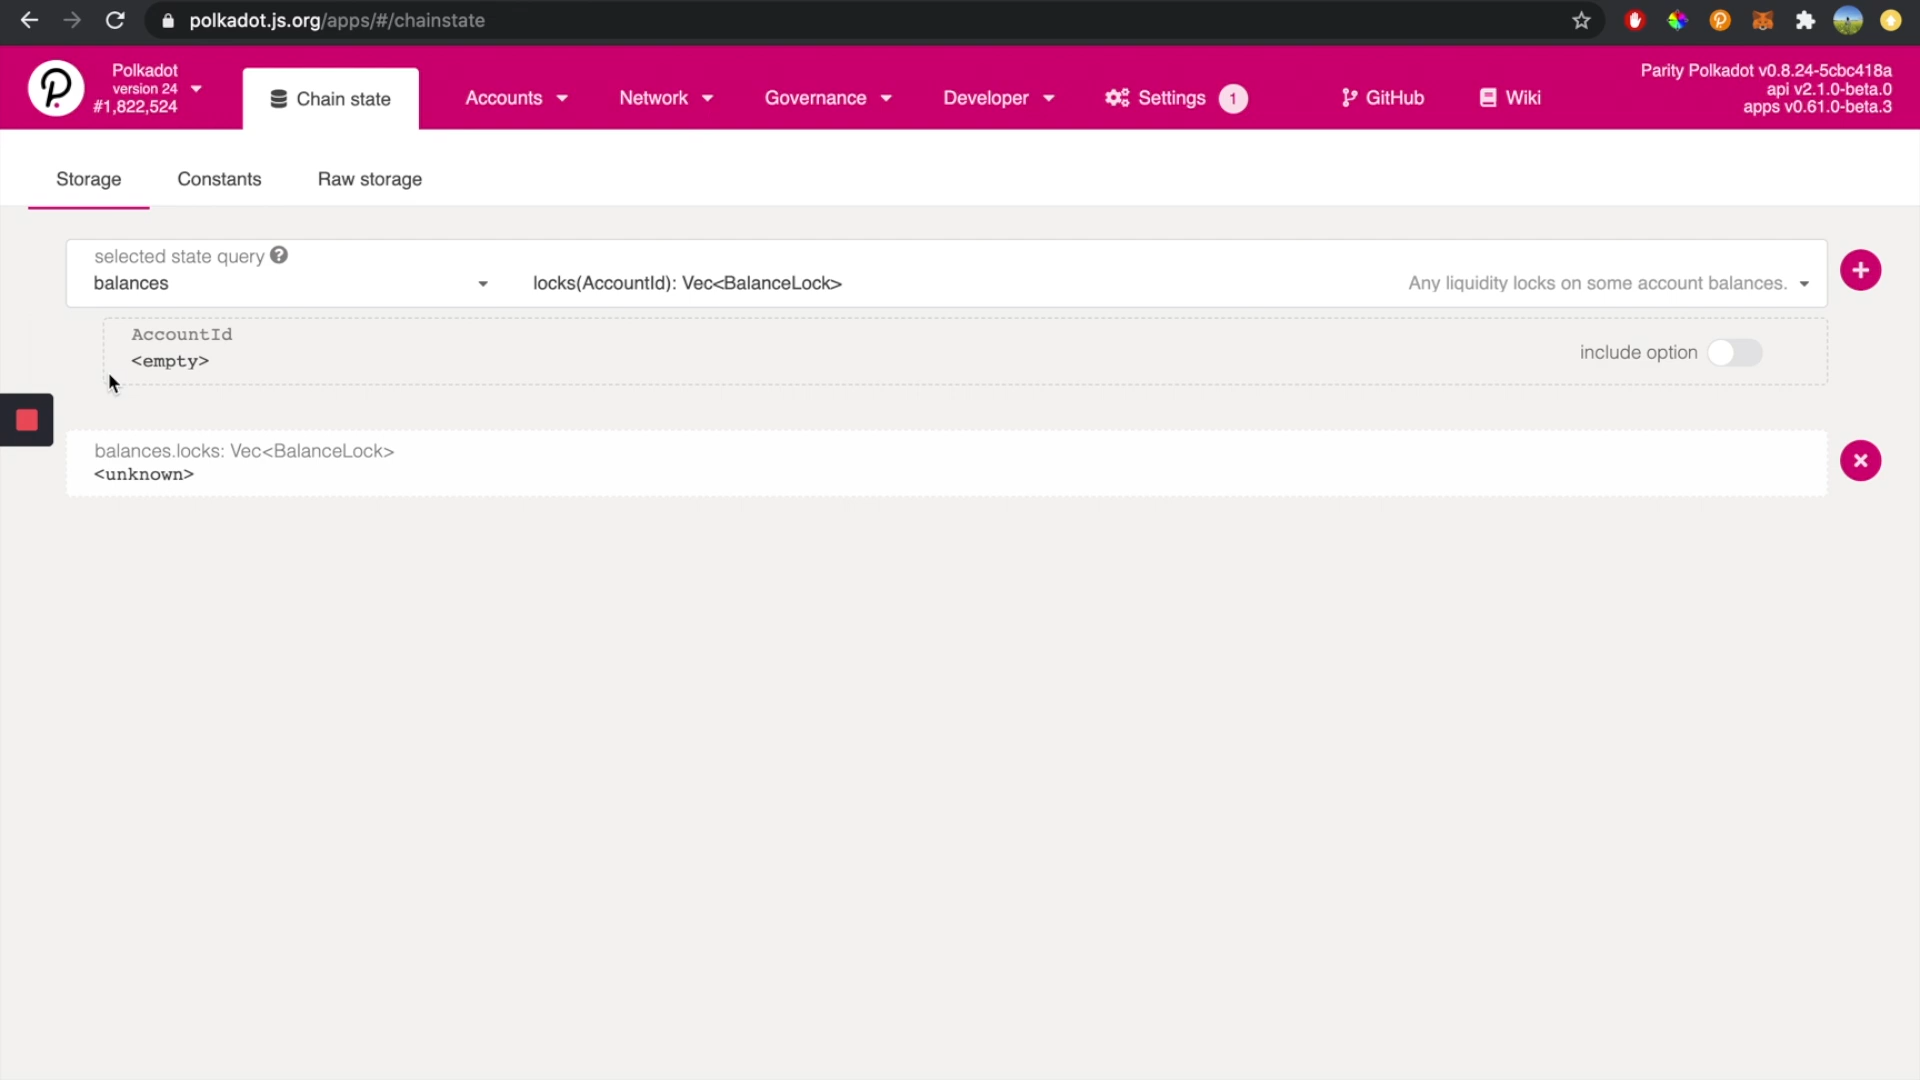 polkadot.js.org/apps/#/chainstate
Polkadot
version 24
#1,822,524
Chain state
Accounts
Network
Governance
Developer
Settings
1
GitHub
Wiki
Parity Polkadot v0.8.24-5cbc418a
api v2.1.0-beta.0
apps v0.61.0-beta.3
Storage
Constants
Raw storage
selected state query
balances
locks(AccountId): Vec<BalanceLock>
Any liquidity locks on some account balances.
AccountId
<empty>
include option
balances.locks: Vec<BalanceLock>
<unknown>